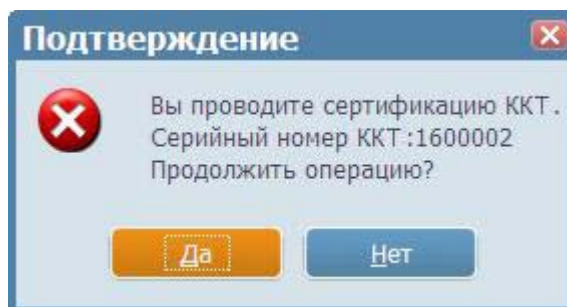 Подтверждение
Вы проводите сертификацию ККТ.
Серийный номер ККТ:1600002
Продолжить операцию?
Да
Нет